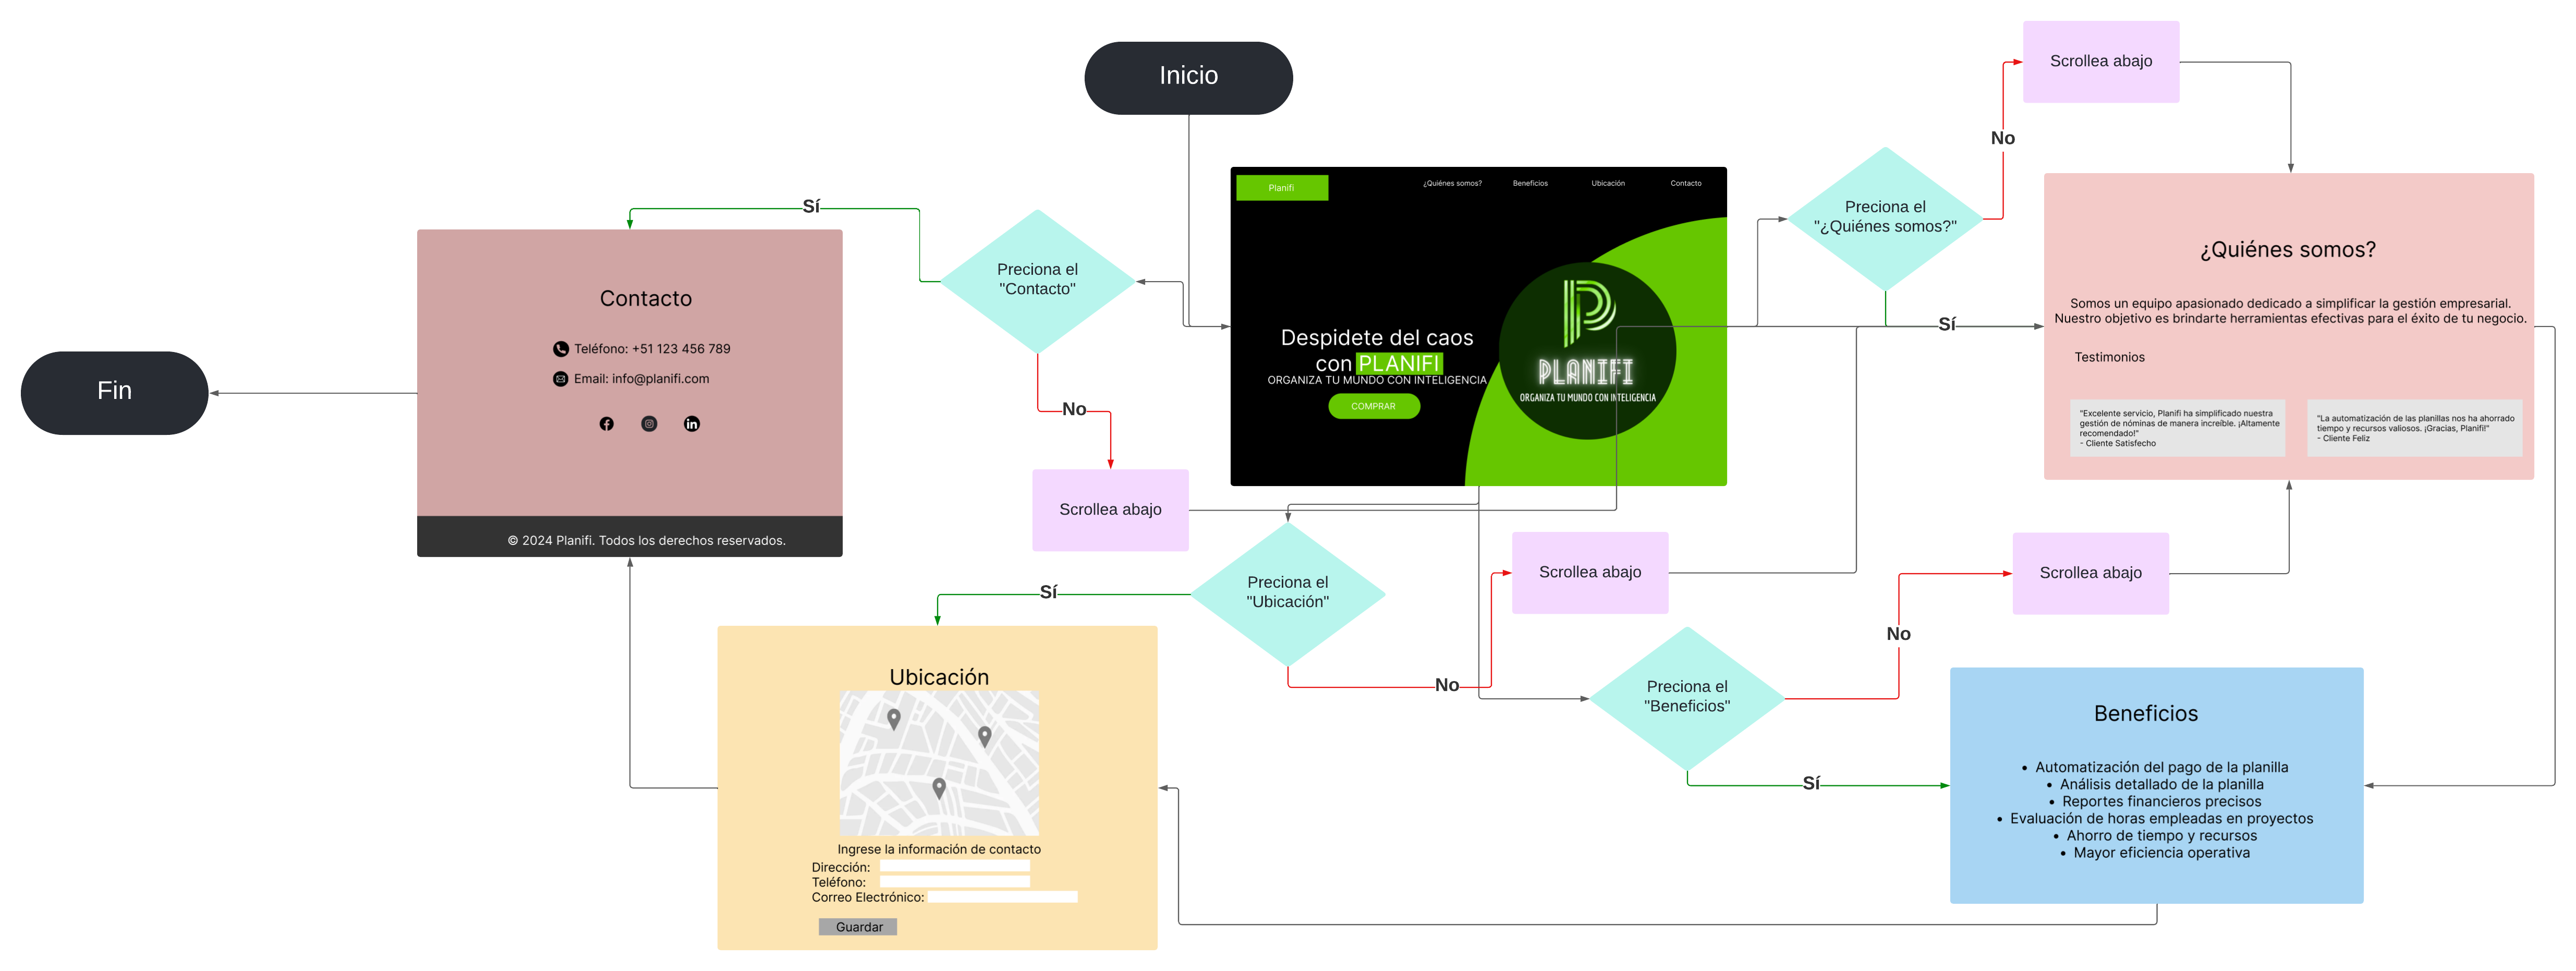 Inicio
Scrollea abajo
No
Preciona el
"¿Quiénes somos?"
Sí
Planifi
¿Quiénes somos?
Beneficios
Ubicación
Contacto
Despidete del caos
con PLANIFI
ORGANIZA TU MUNDO CON INTELIGENCIA
COMPRAR
PLANIFI
ORGANIZA TU MUNDO CON INTELIGENCIA
¿Quiénes somos?
Somos un equipo apasionado dedicado a simplificar la gestión empresarial.
Nuestro objetivo es brindarte herramientas efectivas para el éxito de tu negocio.
Testimonios
"Excelente servicio, Planifi ha simplificado nuestra
gestión de nóminas de manera increíble. ¡Altamente
recomendado!"
- Cliente Satisfecho
"La automatización de las planillas nos ha ahorrado
tiempo y recursos valiosos. ¡Gracias, Planifi!"
- Cliente Feliz
Preciona el
"Contacto"
Sí
No
Scrollea abajo
Contacto
Teléfono: +51 123 456 789
Email: info@planifi.com
© 2024 Planifi. Todos los derechos reservados.
Fin
Preciona el
"Ubicación"
Sí
No
Scrollea abajo
Preciona el
"Beneficios"
No
Sí
Scrollea abajo
Ubicación
Ingrese la información de contacto
Dirección:
Teléfono:
Correo Electrónico:
Guardar
Beneficios
• Automatización del pago de la planilla
• Análisis detallado de la planilla
• Reportes financieros precisos
• Evaluación de horas empleadas en proyectos
• Ahorro de tiempo y recursos
• Mayor eficiencia operativa